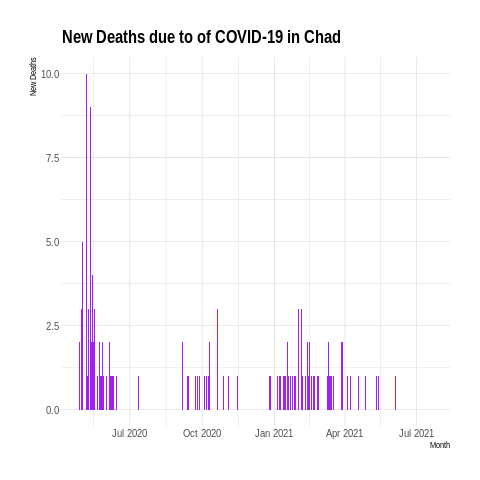 New Deaths due to of COVID-19 in Chad
New Deaths
10.0
7.5
5.0
2.5
0.0
Jul 2020 Oct 2020 Jan 2021 Apr 2021 Jul 2021
Month